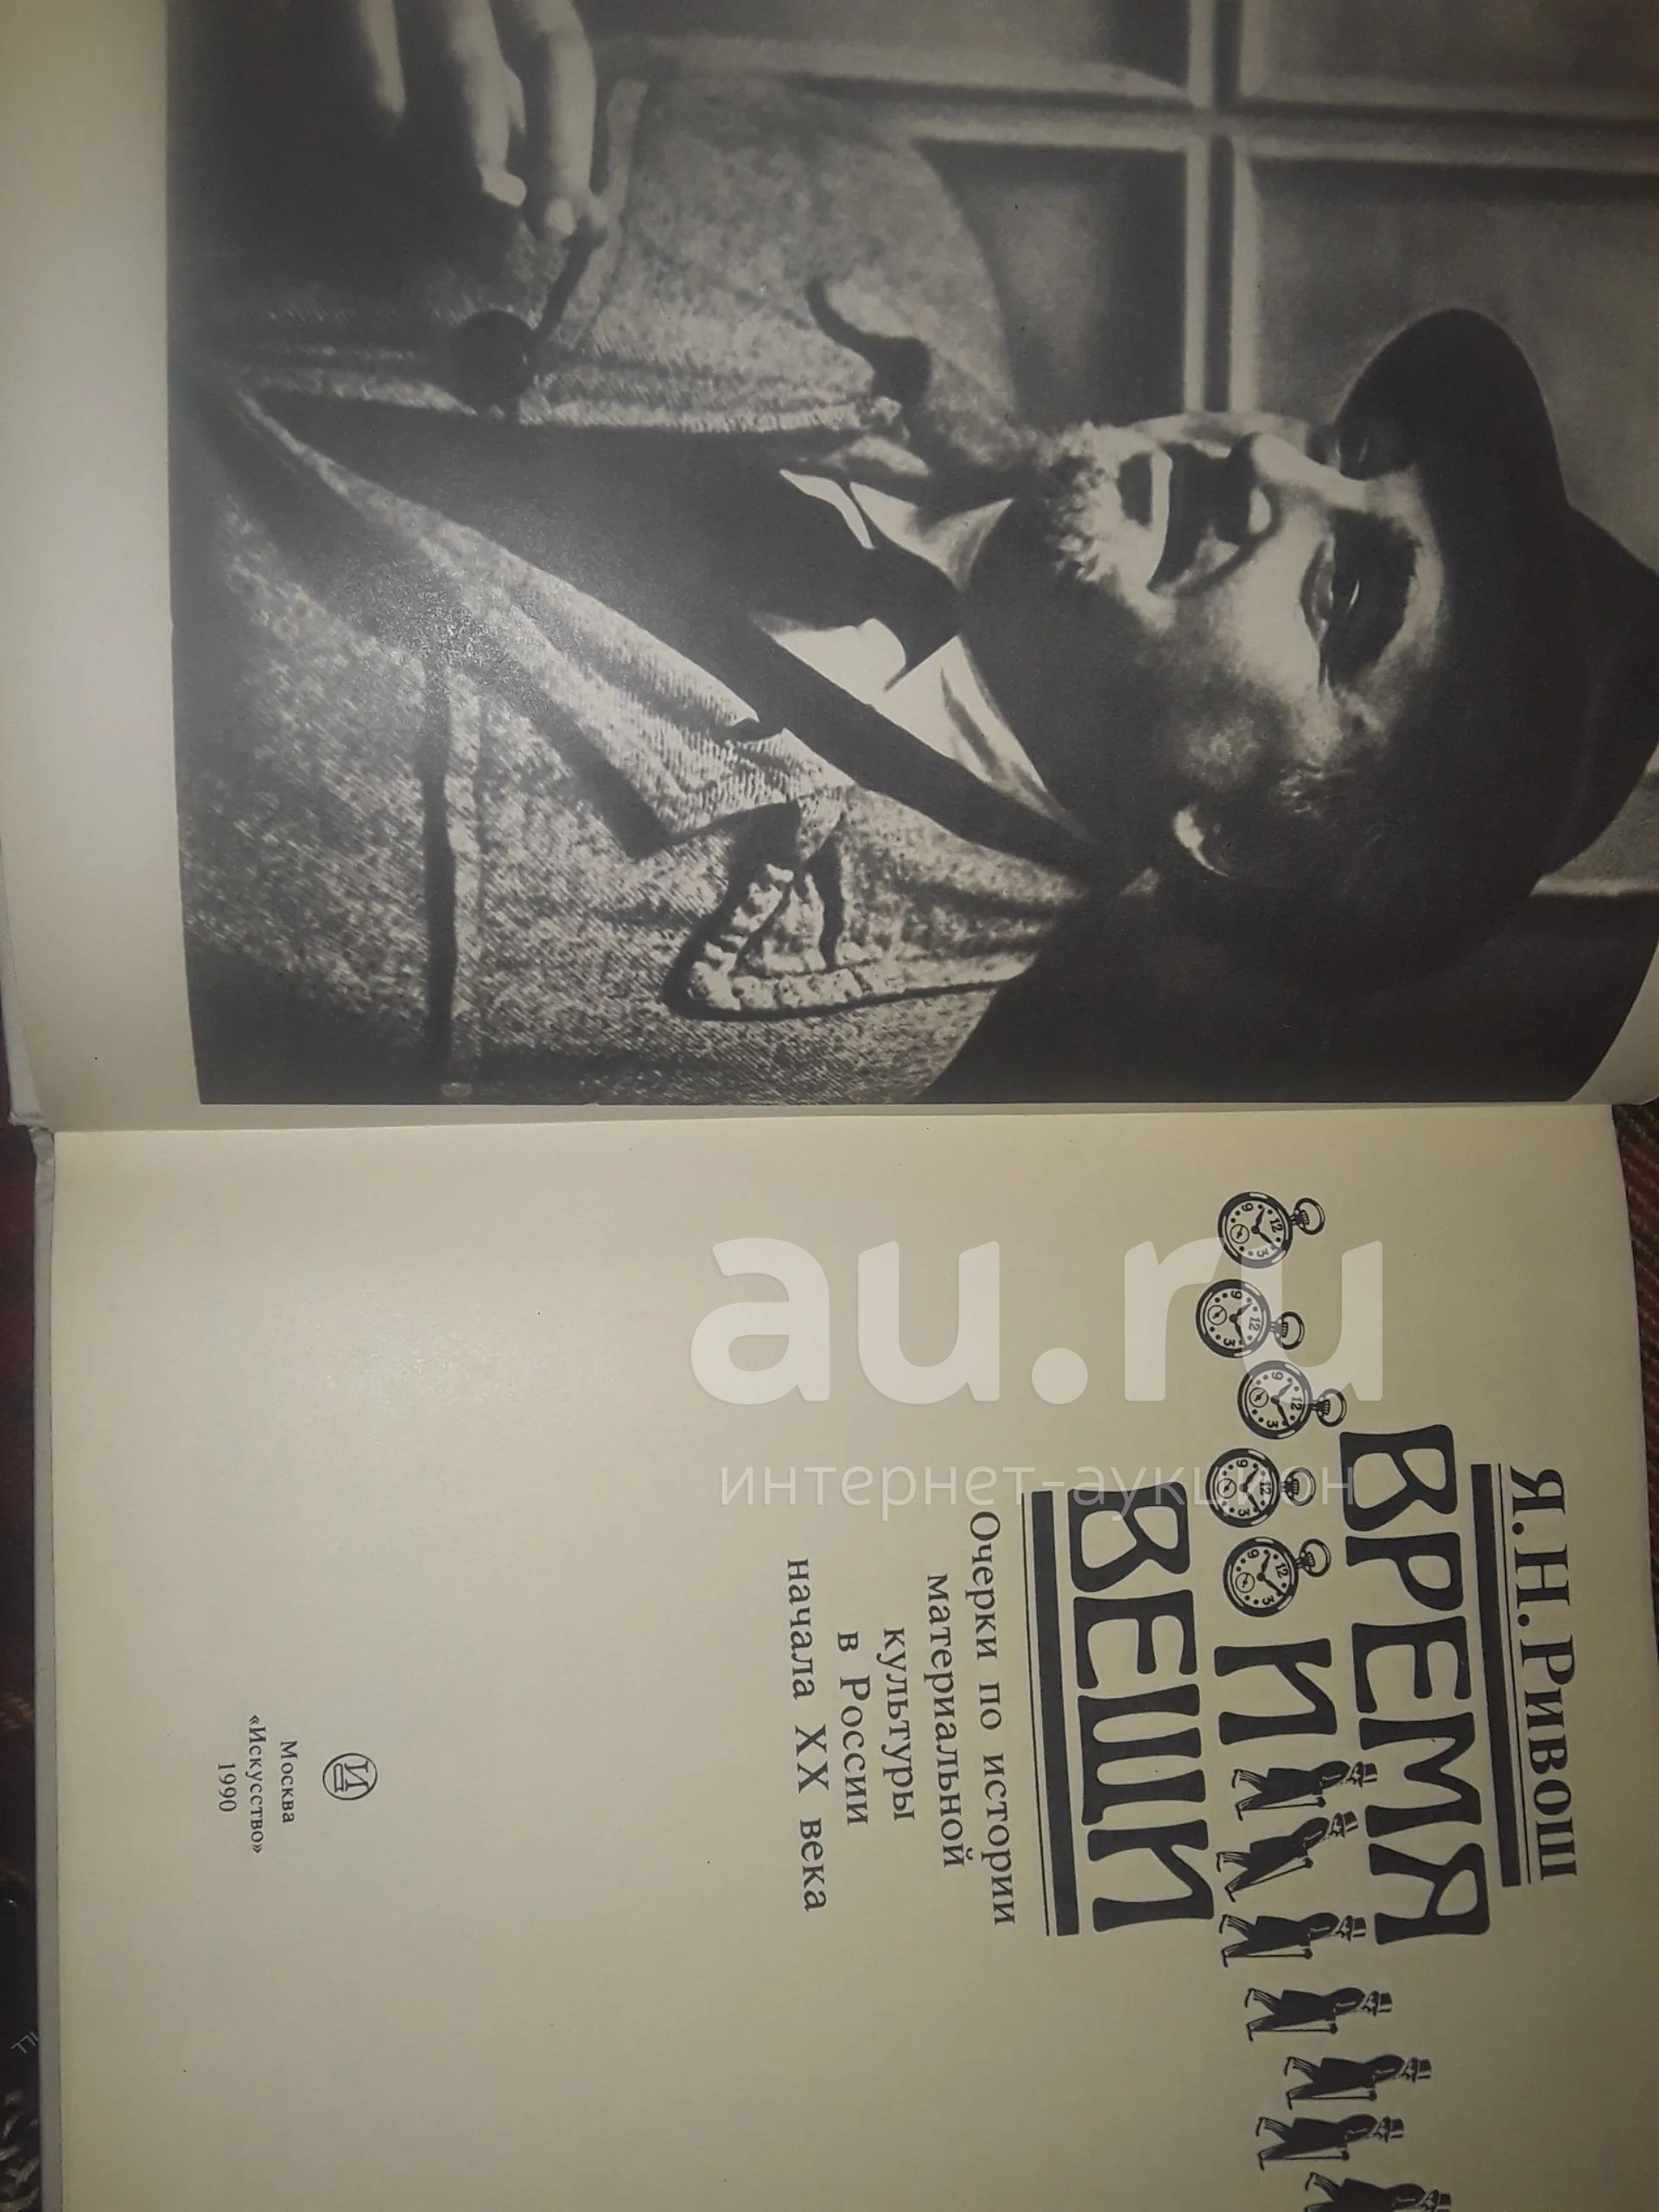 Я. Н. Ривош
ВРЕМЯ
И
ВЕЩИ
Очерки по истории
материальной
культуры
в России
начала XX века
И
Москва
«Искусство»
1990
au.ru
интернет-аукцион